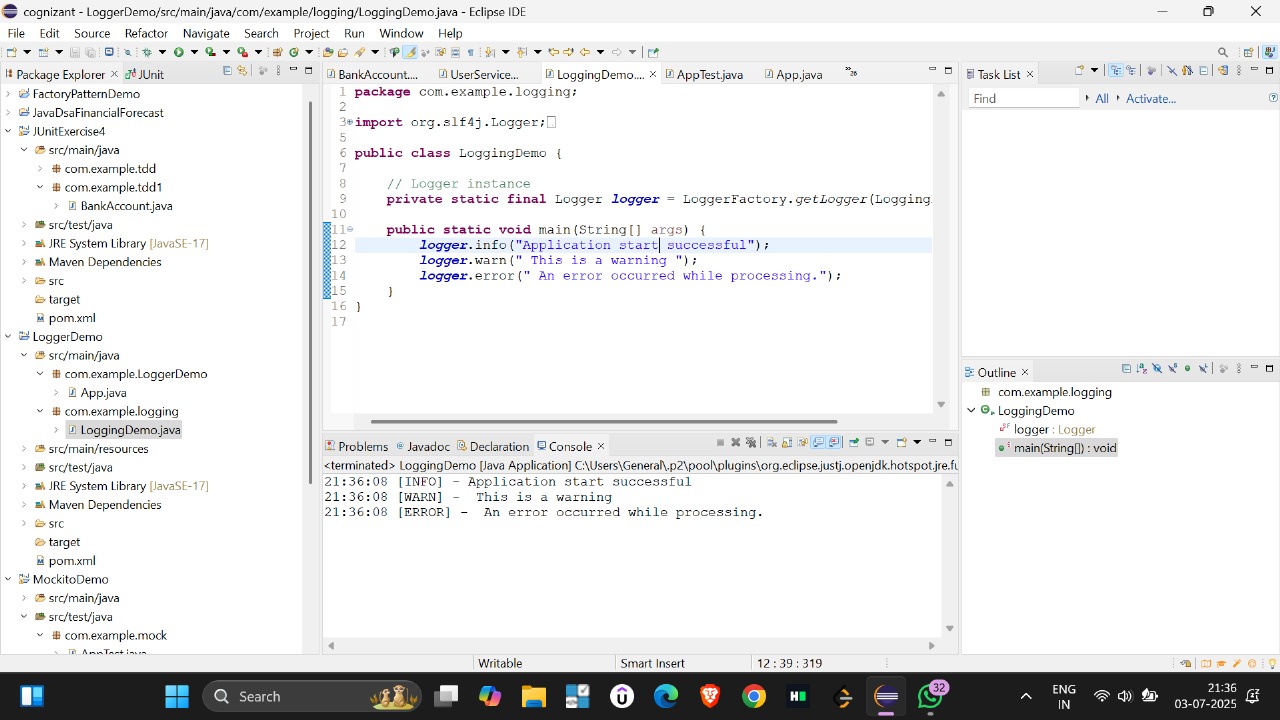 cognizant - LoggerDemo/src/main/java/com/example/logging/LoggingDemo.java - Eclipse IDE
File Edit Source Refactor Navigate Search Project Run Window Help
Package Explorer
JUnit
FactoryPatternDemo
JavaDsaFinancialForecast
JUnitExercise4
src/main/java
com.example.tdd
com.example.tdd1
BankAccount.java
src/test/java
JRE System Library [JavaSE-17]
Maven Dependencies
src
target
pom.xml
LoggerDemo
src/main/java
com.example.LoggerDemo
App.java
com.example.logging
LoggingDemo.java
src/main/resources
src/test/java
JRE System Library [JavaSE-17]
Maven Dependencies
src
target
pom.xml
MockitoDemo
src/main/java
src/test/java
com.example.mock
AppTest.java
BankAccount....
UserService...
LoggingDemo....
AppTest.java
App.java
»26
1 package com.example.logging;
2
3 import org.slf4j.Logger;
5
6 public class LoggingDemo {
7
8 // Logger instance
9 private static final Logger logger = LoggerFactory.getLogger(Logging
10
11 public static void main(String[] args) {
12 logger.info("Application start successful");
13 logger.warn(" This is a warning ");
14 logger.error(" An error occurred while processing.");
15 }
16 }
17
Problems
Javadoc
Declaration
Console
<terminated> LoggingDemo [Java Application] C:\Users\General\.p2\pool\plugins\org.eclipse.justj.openjdk.hotspot.jre.fu
21:36:08 [INFO] - Application start successful
21:36:08 [WARN] -  This is a warning
21:36:08 [ERROR] -  An error occurred while processing.
Task List
Find
All
Activate...
Outline
com.example.logging
LoggingDemo
logger : Logger
main(String[]) : void
Writable
Smart Insert
12 : 39 : 319
Search
32
ENG
IN
21:36
03-07-2025